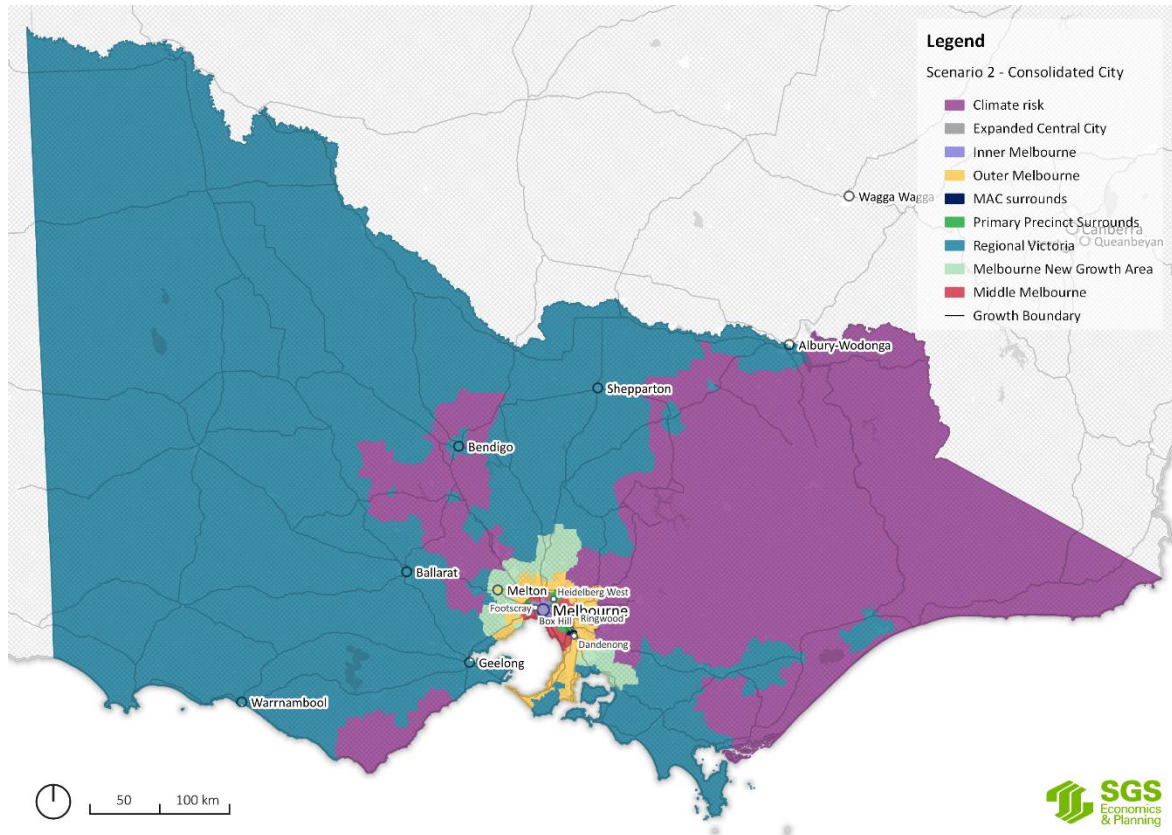 Legend
Scenario 2 - Consolidated City
Climate risk
Expanded Central City
Inner Melbourne
Outer Melbourne
MAC surrounds
Primary Precinct Surrounds
Regional Victoria
Melbourne New Growth Area
Middle Melbourne
Growth Boundary
Wagga Wagga
Canberra
Queanbeyan
Albury-Wodonga
Shepparton
Bendigo
Ballarat
Melton
Heidelberg West
Footscray
Melbourne
Box Hill
Ringwood
Dandenong
Geelong
Warrnambool
50
100 km
SGS
Economics
& Planning